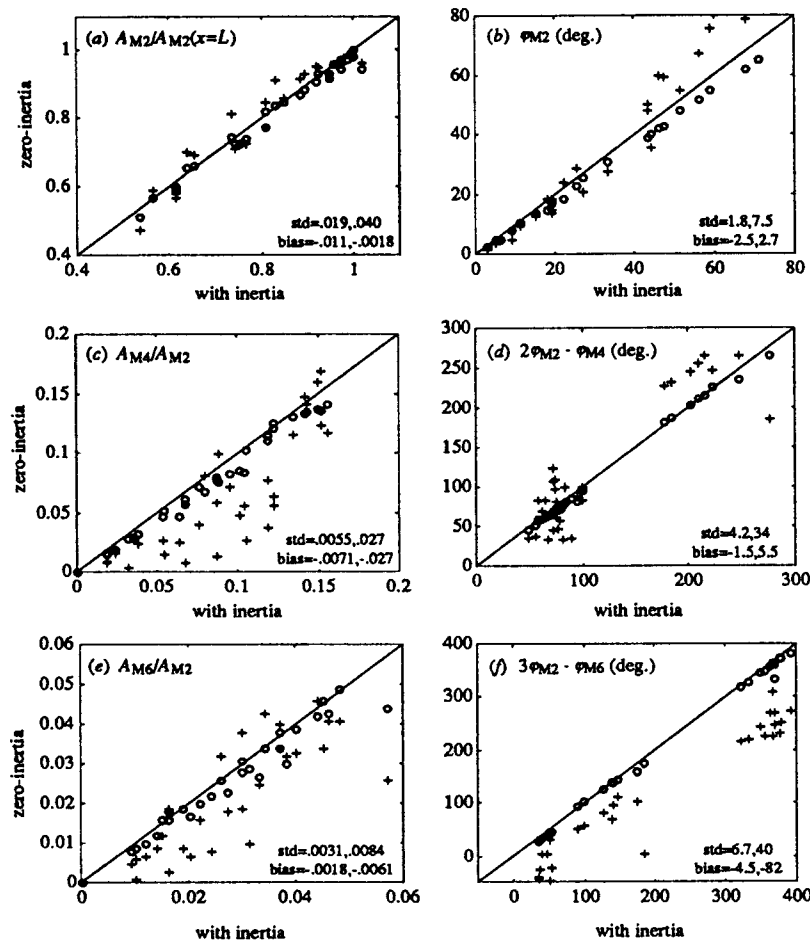 (a) A_M2/A_M2(x=L)
zero-inertia
1
0.8
0.6
0.4
0.4 0.6 0.8 1
with inertia
std=.019,.040
bias=-.011,-.0018
(b) φ_M2 (deg.)
80
60
40
20
0
0 20 40 60 80
with inertia
std=1.8,7.5
bias=-2.5,2.7
(c) A_M4/A_M2
zero-inertia
0.2
0.15
0.1
0.05
0
0 0.05 0.1 0.15 0.2
with inertia
std=.0055,.027
bias=-.0071,-.027
(d) 2φ_M2 - φ_M4 (deg.)
300
250
200
150
100
50
0
0 100 200 300
with inertia
std=4.2,34
bias=-1.5,5.5
(e) A_M6/A_M2
zero-inertia
0.06
0.05
0.04
0.03
0.02
0.01
0
0 0.02 0.04 0.06
with inertia
std=.0031,.0084
bias=-.0018,-.0061
(f) 3φ_M2 - φ_M6 (deg.)
400
300
200
100
0
0 100 200 300 400
with inertia
std=6.7,40
bias=-4.5,-82